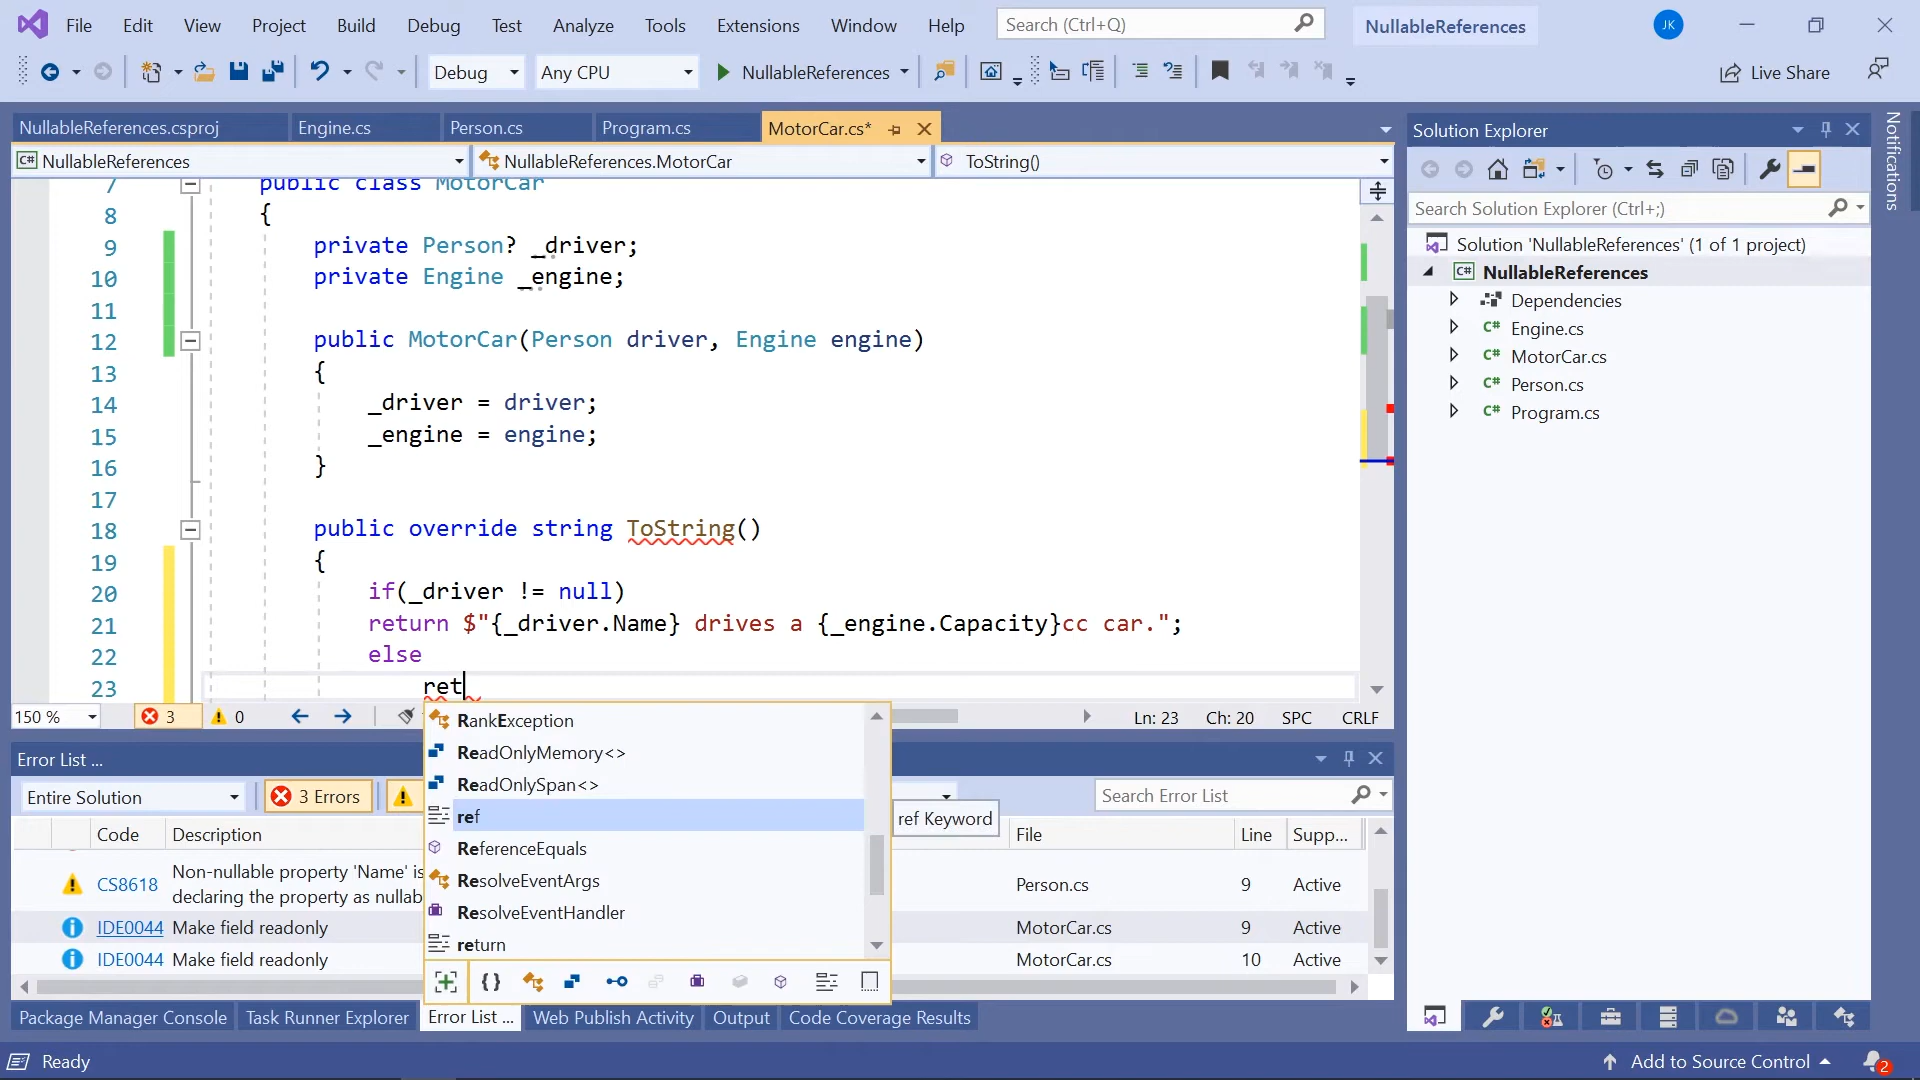 File Edit View Project Build Debug Test Analyze Tools Extensions Window Help Search (Ctrl+Q) NullableReferences JK
Debug Any CPU NullableReferences Live Share
NullableReferences.csproj Engine.cs Person.cs Program.cs MotorCar.cs*
C# NullableReferences NullableReferences.MotorCar ToString()
7 public class MotorCar
8 {
9 private Person? _driver;
10 private Engine _engine;
11
12 public MotorCar(Person driver, Engine engine)
13 {
14 _driver = driver;
15 _engine = engine;
16 }
17
18 public override string ToString()
19 {
20 if(_driver != null)
21 return $"{_driver.Name} drives a {_engine.Capacity}cc car.";
22 else
23 ret
150 % 3 0 Ln: 23 Ch: 20 SPC CRLF
RankException
ReadOnlyMemory<>
ReadOnlySpan<>
ref
ReferenceEquals
ResolveEventArgs
ResolveEventHandler
return
ref Keyword
Error List ...
Entire Solution 3 Errors Search Error List
Code Description File Line Supp...
CS8618 Non-nullable property 'Name' is
declaring the property as nullab
Person.cs 9 Active
IDE0044 Make field readonly MotorCar.cs 9 Active
IDE0044 Make field readonly MotorCar.cs 10 Active
Package Manager Console Task Runner Explorer Error List ... Web Publish Activity Output Code Coverage Results
Solution Explorer
Search Solution Explorer (Ctrl+;)
Solution 'NullableReferences' (1 of 1 project)
C# NullableReferences
Dependencies
C# Engine.cs
C# MotorCar.cs
C# Person.cs
C# Program.cs
Notifications
Ready Add to Source Control 2